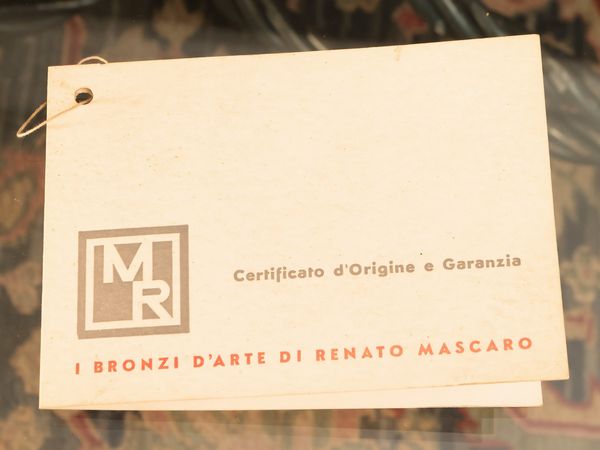 MR
Certificato d'Origine e Garanzia
I BRONZI D'ARTE DI RENATO MASCARO